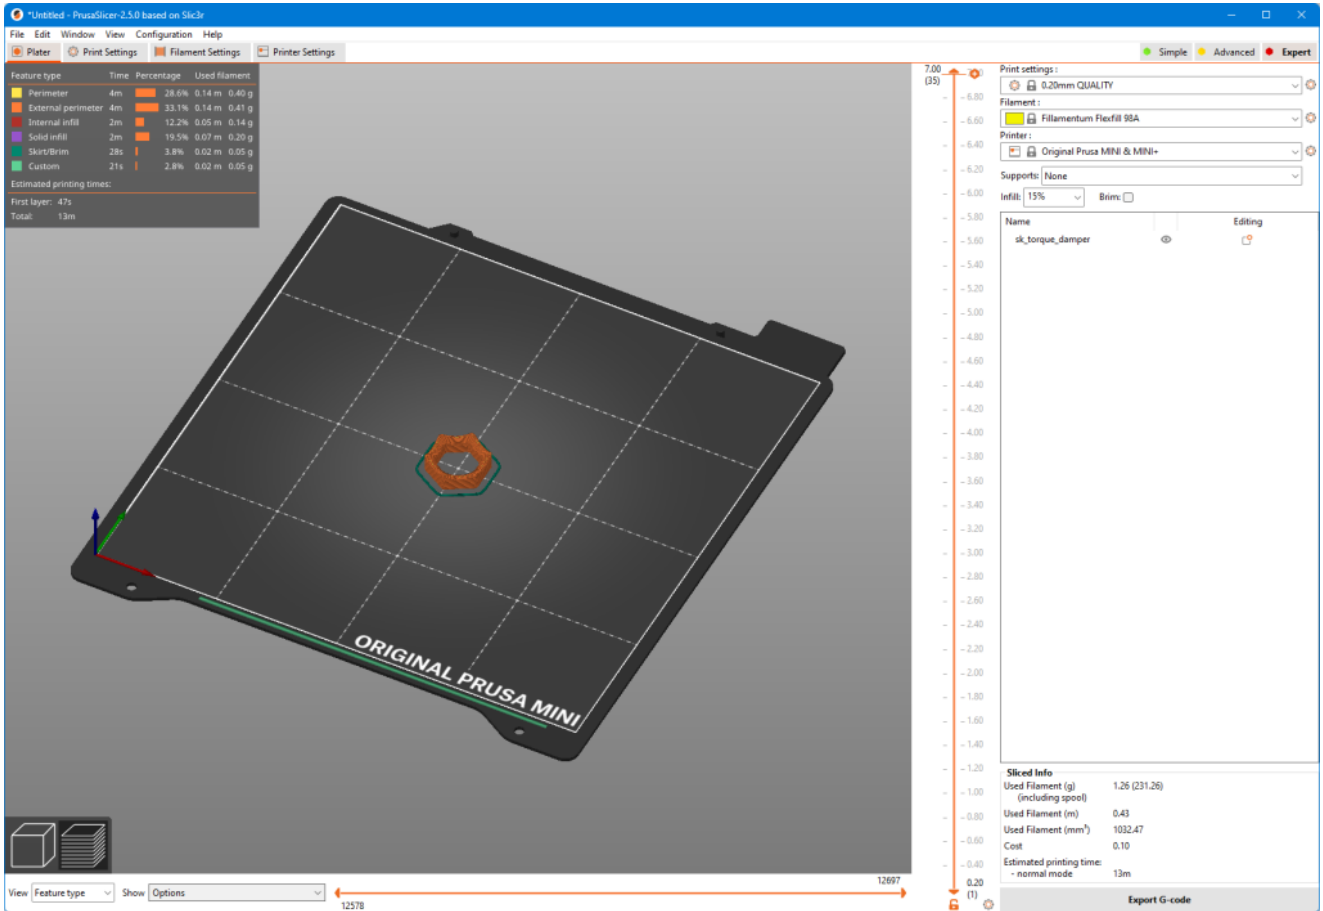 *Untitled - PrusaSlicer-2.5.0 based on Slic3r
File Edit Window View Configuration Help
Plater Print Settings Filament Settings Printer Settings Simple Advanced Expert
Feature type Time Percentage Used filament
Perimeter 4m 28.6% 0.14 m 0.40 g
External perimeter 4m 33.1% 0.14 m 0.41 g
Internal infill 2m 12.2% 0.05 m 0.14 g
Solid infill 2m 19.5% 0.07 m 0.20 g
Skirt/Brim 28s 3.8% 0.02 m 0.05 g
Custom 21s 2.8% 0.02 m 0.05 g
Estimated printing times:
First layer: 47s
Total: 13m
ORIGINAL PRUSA MINI
7.00
(35)
6.80
6.60
6.40
6.20
6.00
5.80
5.60
5.40
5.20
5.00
4.80
4.60
4.40
4.20
4.00
3.80
3.60
3.40
3.20
3.00
2.80
2.60
2.40
2.20
2.00
1.80
1.60
1.40
1.20
1.00
0.80
0.60
0.40
0.20
(1)
Print settings :
0.20mm QUALITY
Filament :
Fillamentum Flexfill 98A
Printer :
Original Prusa MINI & MINI+
Supports: None
Infill: 15% Brim:
Name Editing
sk_torque_damper
Sliced Info
Used Filament (g) 1.26 (231.26)
(including spool)
Used Filament (m) 0.43
Used Filament (mm³) 1032.47
Cost 0.10
Estimated printing time:
- normal mode 13m
Export G-code
View Feature type Show Options
12697
12578